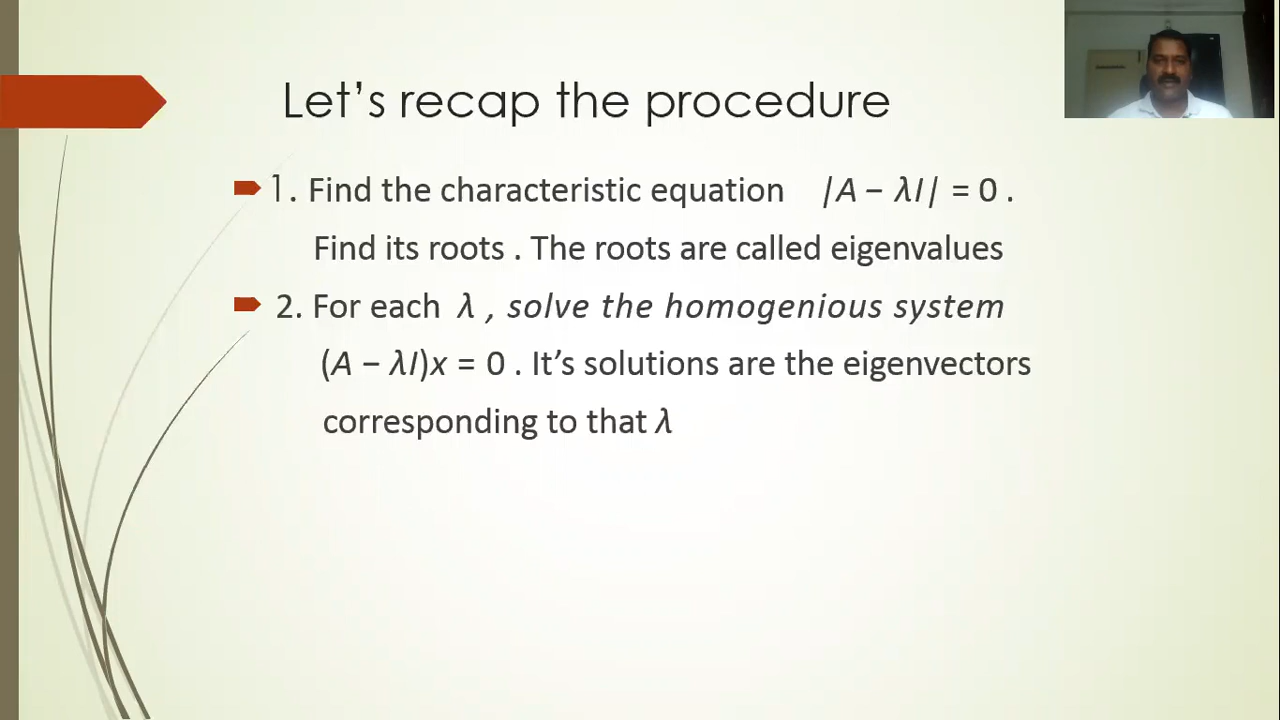 Let’s recap the procedure
1. Find the characteristic equation |A − λI| = 0 .
Find its roots . The roots are called eigenvalues
2. For each λ , solve the homogenious system
(A − λI)x = 0 . It’s solutions are the eigenvectors
corresponding to that λ